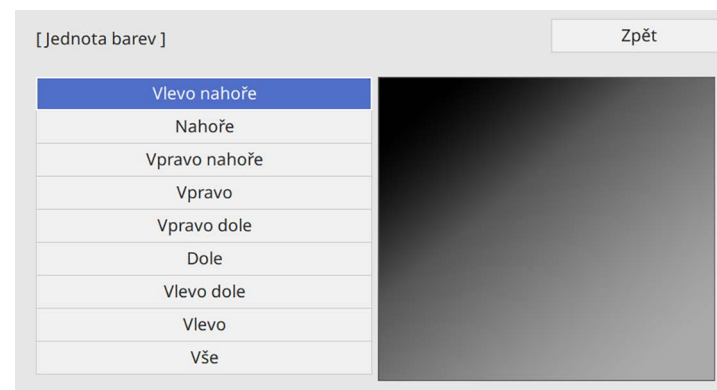 [ Jednota barev ]
Zpět
Vlevo nahoře
Nahoře
Vpravo nahoře
Vpravo
Vpravo dole
Dole
Vlevo dole
Vlevo
Vše